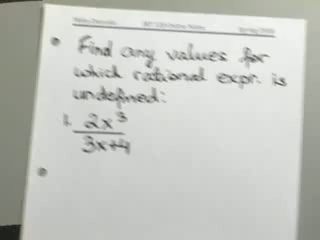 Find any values for
which rational expr. is
undefined:
1. 2x³
3x+4